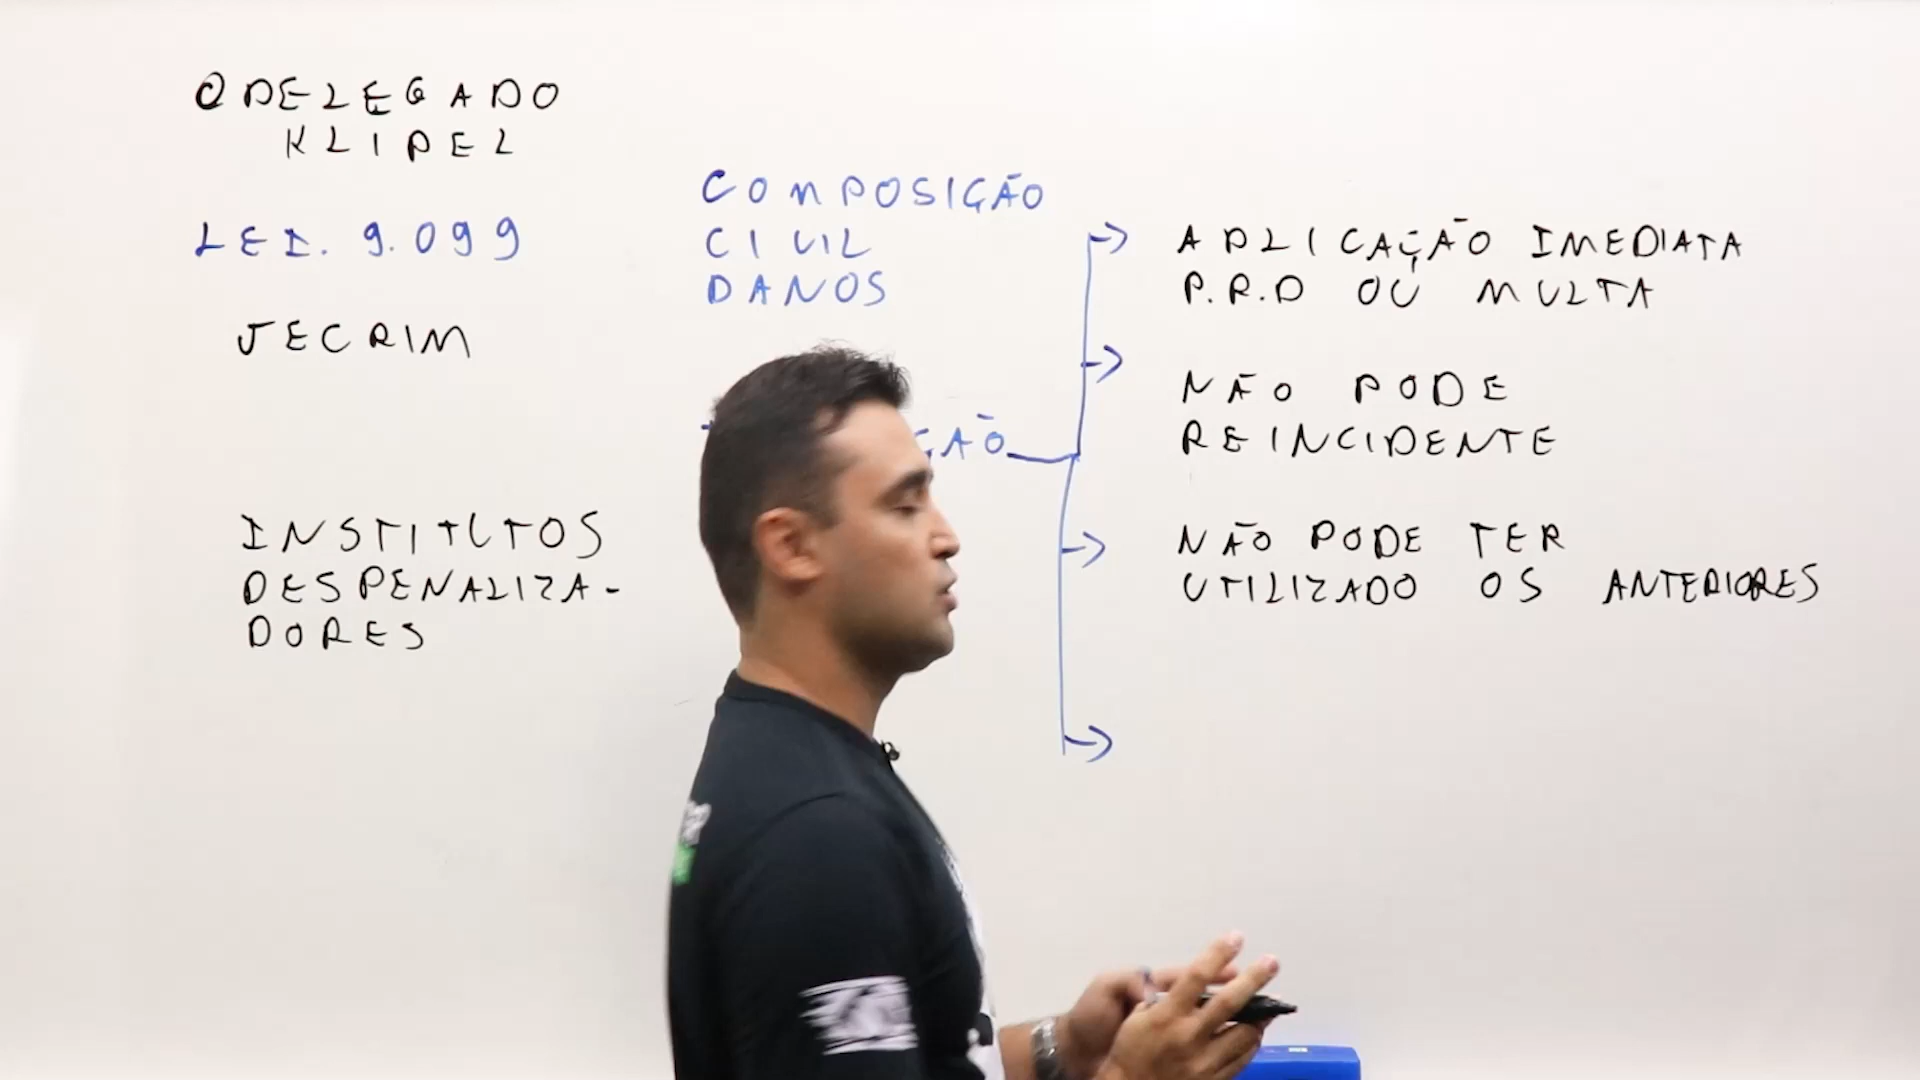 @DELEGADO
KLIPEL
LEI. 9.099
JECRIM
INSTITUTOS
DESPENALIZA-
DORES
COMPOSIÇÃO
CIVIL
DANOS
APLICAÇÃO IMEDIATA
P.R.D OU MULTA
NÃO PODE
REINCIDENTE
NÃO PODE TER
UTILIZADO OS ANTERIORES